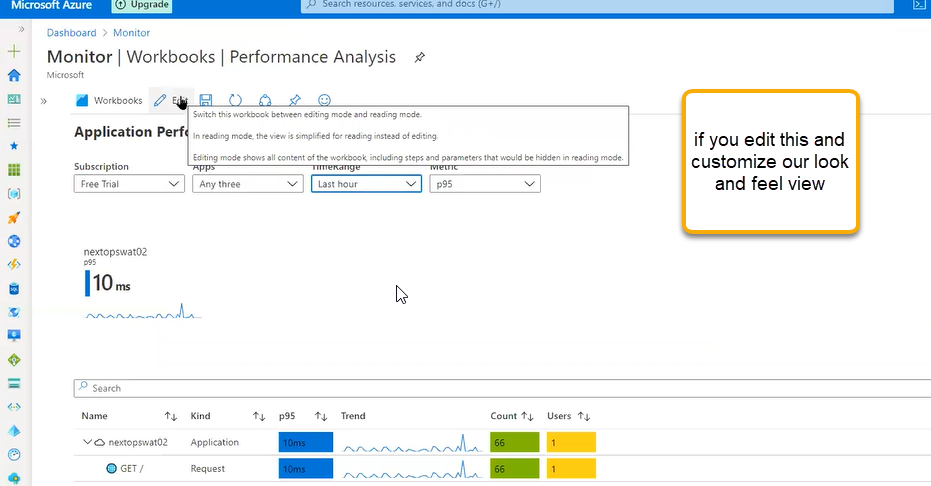 Microsoft Azure
Upgrade
Search resources, services, and docs (G+/)
Dashboard > Monitor
Monitor | Workbooks | Performance Analysis
Microsoft
Workbooks
Switch this workbook between editing mode and reading mode.
In reading mode, the view is simplified for reading instead of editing.
Editing mode shows all content of the workbook, including steps and parameters that would be hidden in reading mode.
if you edit this and
customize our look
and feel view
Application
Subscription Apps TimeRange Metric
Free Trial Any three Last hour p95
nextopswat02
p95
10 ms
Search
Name Kind p95 Trend Count Users
nextopswat02 Application 10ms 66 1
GET / Request 10ms 66 1